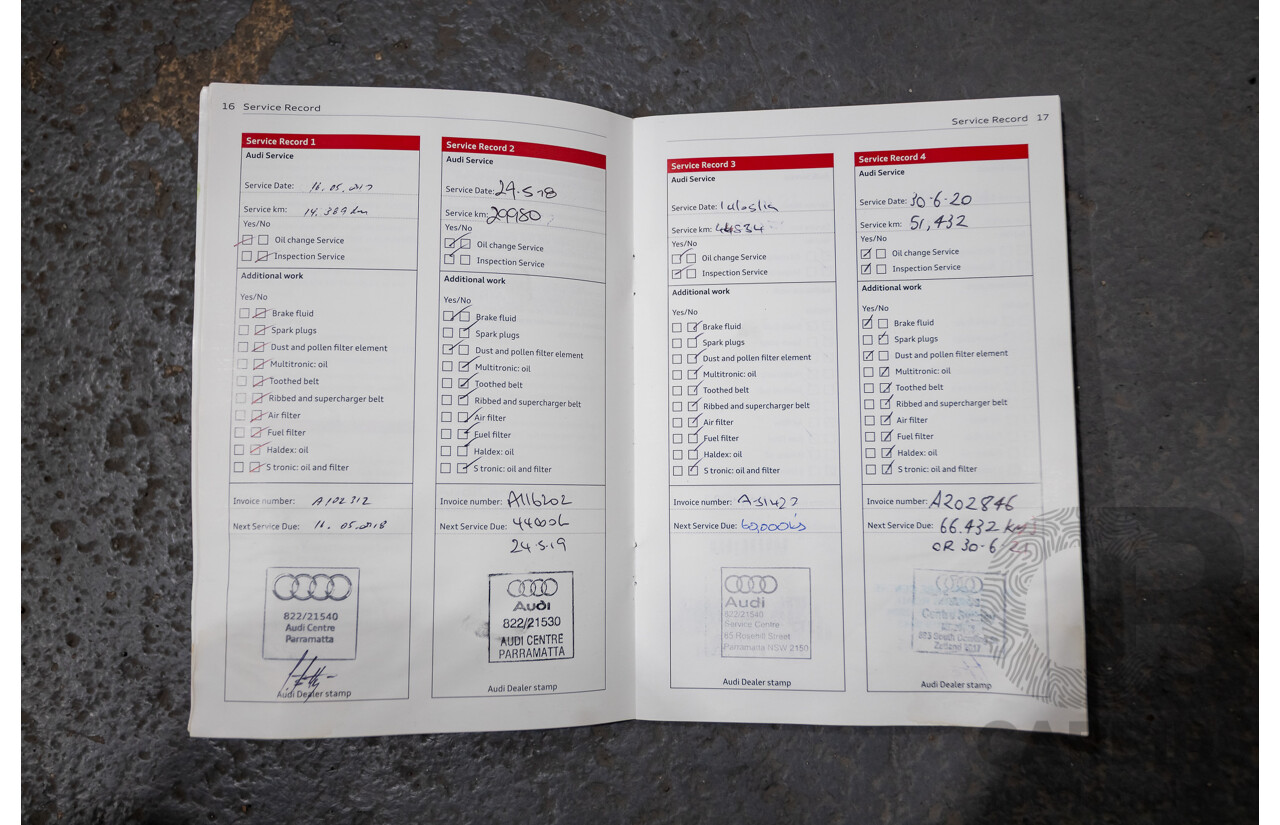 16 Service Record
Service Record 1
Audi Service
Service Date: 16.05.2017
Service km: 14.389 km
Yes/No
Oil change Service
Inspection Service
Additional work
Yes/No
Brake fluid
Spark plugs
Dust and pollen filter element
Multitronic: oil
Toothed belt
Ribbed and supercharger belt
Air filter
Fuel filter
Haldex: oil
S tronic: oil and filter
Invoice number: A102312
Next Service Due: 16.05.2018
822/21540
Audi Centre
Parramatta
Audi Dealer stamp
Service Record 2
Audi Service
Service Date: 24.5.18
Service km: 29980
Yes/No
Oil change Service
Inspection Service
Additional work
Yes/No
Brake fluid
Spark plugs
Dust and pollen filter element
Multitronic: oil
Toothed belt
Ribbed and supercharger belt
Air filter
Fuel filter
Haldex: oil
S tronic: oil and filter
Invoice number: A116202
Next Service Due:
24.5.19
Audi
822/21530
AUDI CENTRE
PARRAMATTA
Audi Dealer stamp
Service Record 17
Service Record 3
Audi Service
Service Date:
Service km: 44534
Yes/No
Oil change Service
Inspection Service
Additional work
Yes/No
Brake fluid
Spark plugs
Dust and pollen filter element
Multitronic: oil
Toothed belt
Ribbed and supercharger belt
Air filter
Fuel filter
Haldex: oil
S tronic: oil and filter
Invoice number:
Next Service Due:
Audi
822/21540
Service Centre
85 Rosehill Street
Parramatta NSW 2150
Audi Dealer stamp
Service Record 4
Audi Service
Service Date: 30.6.20
Service km: 51,432
Yes/No
Oil change Service
Inspection Service
Additional work
Yes/No
Brake fluid
Spark plugs
Dust and pollen filter element
Multitronic: oil
Toothed belt
Ribbed and supercharger belt
Air filter
Fuel filter
Haldex: oil
S tronic: oil and filter
Invoice number: A202846
Next Service Due: 66.432 km
OR 30.6 21
Audi Dealer stamp